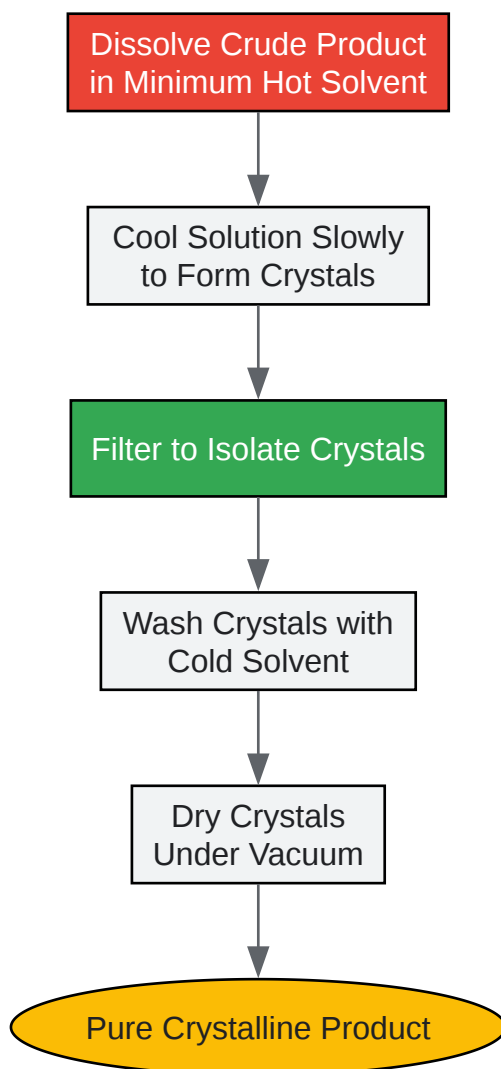 Dissolve Crude Product
in Minimum Hot Solvent
Cool Solution Slowly
to Form Crystals
Filter to Isolate Crystals
Wash Crystals with
Cold Solvent
Dry Crystals
Under Vacuum
Pure Crystalline Product